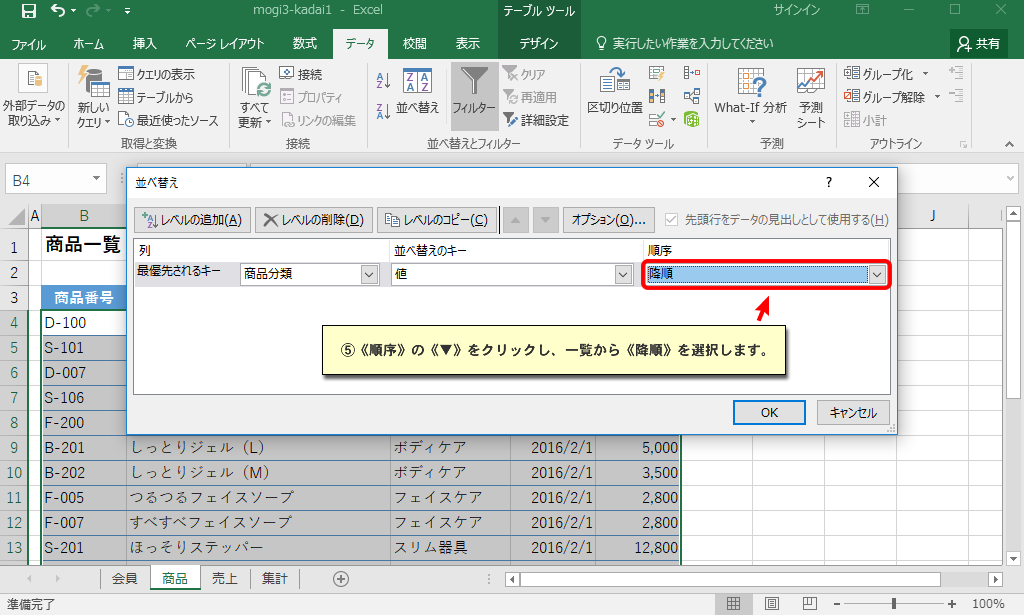 mogi3-kadai1 - Excel
テーブル ツール
サインイン
ファイル ホーム 挿入 ページ レイアウト 数式 データ 校閲 表示 デザイン 実行したい作業を入力してください 共有
外部データの取り込み
新しいクエリ
クエリの表示
テーブルから
最近使ったソース
取得と変換
すべて更新
接続
プロパティ
リンクの編集
接続
並べ替え
フィルター
クリア
再適用
詳細設定
並べ替えとフィルター
区切り位置
データ ツール
What-If 分析
予測シート
予測
グループ化
グループ解除
小計
アウトライン
B4
並べ替え ?
レベルの追加(A) レベルの削除(D) レベルのコピー(C) オプション(O)... 先頭行をデータの見出しとして使用する(H)
列 並べ替えのキー 順序
最優先されるキー 商品分類 値 降順
⑤《順序》の《▼》をクリックし、一覧から《降順》を選択します。
OK キャンセル
A B J
1 商品一覧
2
3 商品番号
4 D-100
5 S-101
6 D-007
7 S-106
8 F-200
9 B-201 しっとりジェル（L） ボディケア 2016/2/1 5,000
10 B-202 しっとりジェル（M） ボディケア 2016/2/1 3,500
11 F-005 つるつるフェイスソープ フェイスケア 2016/2/1 2,800
12 F-007 すべすべフェイスソープ フェイスケア 2016/2/1 2,800
13 S-201 ほっそりステッパー スリム器具 2016/2/1 12,800
会員 商品 売上 集計
準備完了 100%